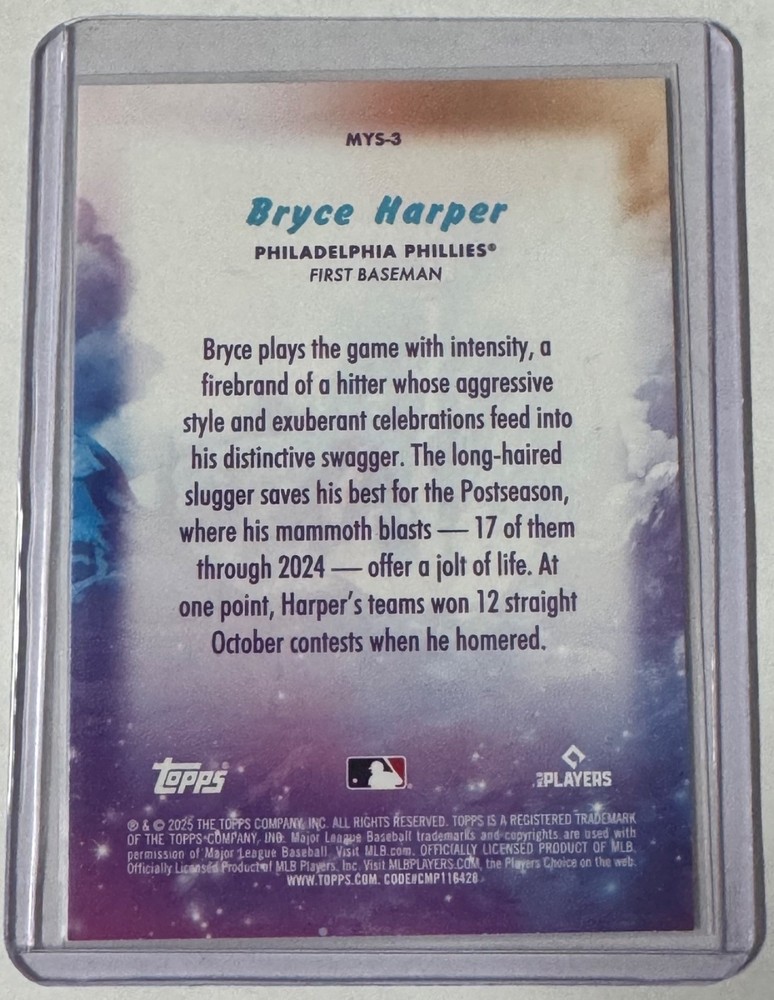 MYS-3
Bryce Harper
PHILADELPHIA PHILLIES®
FIRST BASEMAN
Bryce plays the game with intensity, a
firebrand of a hitter whose aggressive
style and exuberant celebrations feed into
his distinctive swagger. The long-haired
slugger saves his best for the Postseason,
where his mammoth blasts — 17 of them
through 2024 — offer a jolt of life. At
one point, Harper's teams won 12 straight
October contests when he homered.
topps®
MLB PLAYERS
® & © 2025 THE TOPPS COMPANY, INC. ALL RIGHTS RESERVED. TOPPS IS A REGISTERED TRADEMARK
OF THE TOPPS COMPANY, INC. Major League Baseball trademarks and copyrights are used with
permission of Major League Baseball. Visit MLB.com. OFFICIALLY LICENSED PRODUCT OF MLB
Officially Licensed Product of MLB Players, Inc. Visit MLBPLAYERS.COM, the Players Choice on the web.
WWW.TOPPS.COM. CODE#CMP116428